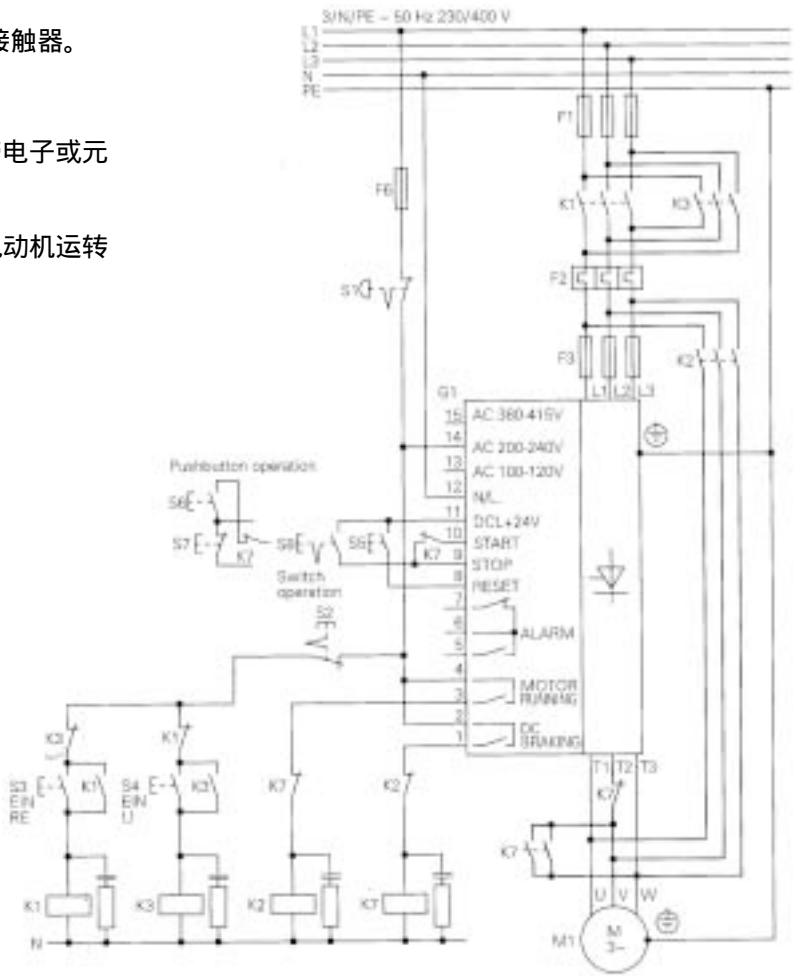 接触器。
电子或元
动机运转
3/N/PE ~ 50 Hz 230/400 V
L1
L2
L3
N
PE
F1
F6
K1
K3
S1
F2
F3
K2
G1
L1 L2 L3
15 AC 380-415V
14 AC 200-240V
13 AC 100-120V
12 N/L
11 DCL+24V
10 START
9 STOP
8 RESET
7
6 ALARM
5
4
3 MOTOR RUNNING
2
1 DC BRAKING
Pushbutton operation
S6
S7
K7
S8
S5
K7
Switch
operation
S2
K3
K1
K7
K2
S3
EIN
RE
K1
S4
EIN
LI
K3
T1 T2 T3
K7
K7
K1
K3
K2
K7
N
U V W
M1
M
3~